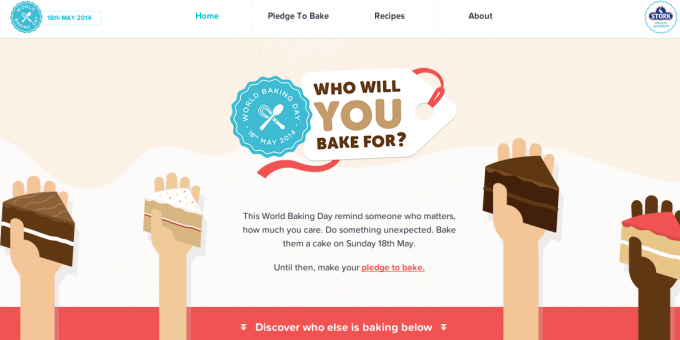 WORLD BAKING DAY
18th MAY 2014
Home
Pledge To Bake
Recipes
About
STORK
WORLD BAKING DAY
18th MAY 2014
WHO WILL
YOU
BAKE FOR?
This World Baking Day remind someone who matters,
how much you care. Do something unexpected. Bake
them a cake on Sunday 18th May.
Until then, make your pledge to bake.
Discover who else is baking below